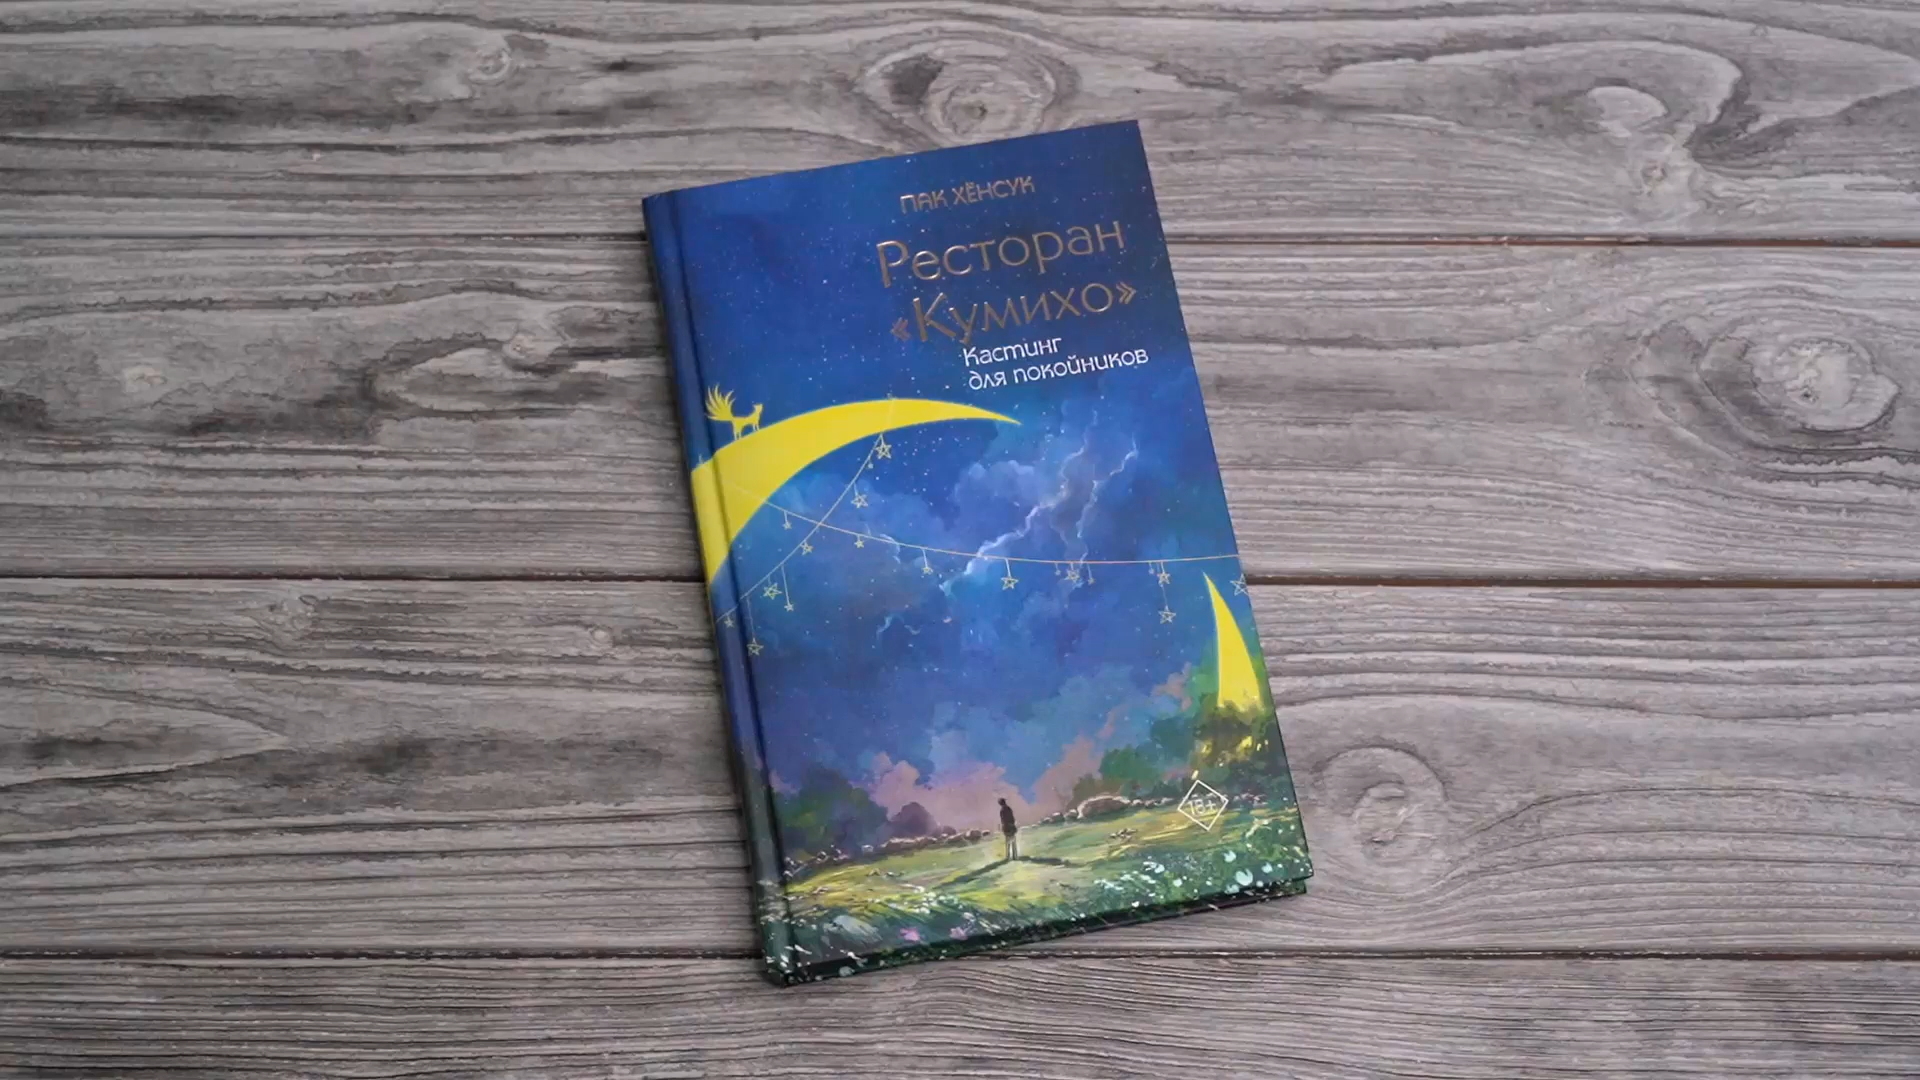 ПАК ХЁНСУК
Ресторан
«Кумихо»
Кастинг
для покойников
18+